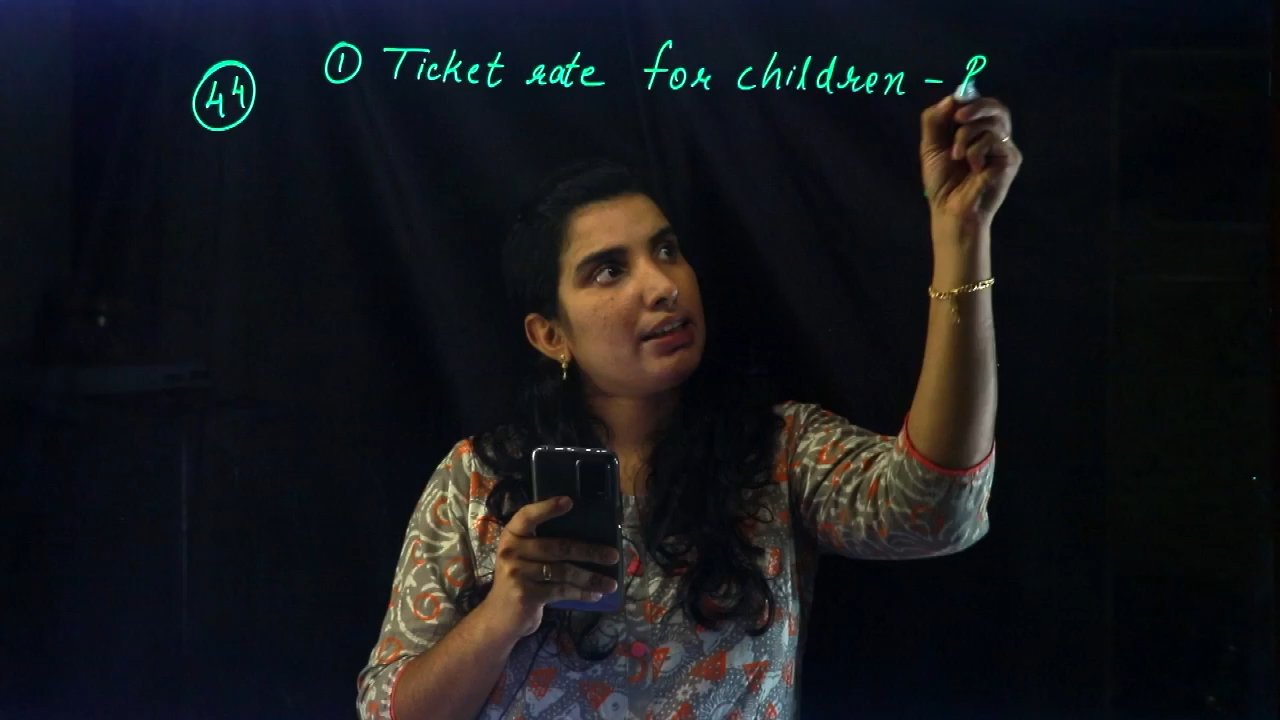 44 ① Ticket rate for children - R